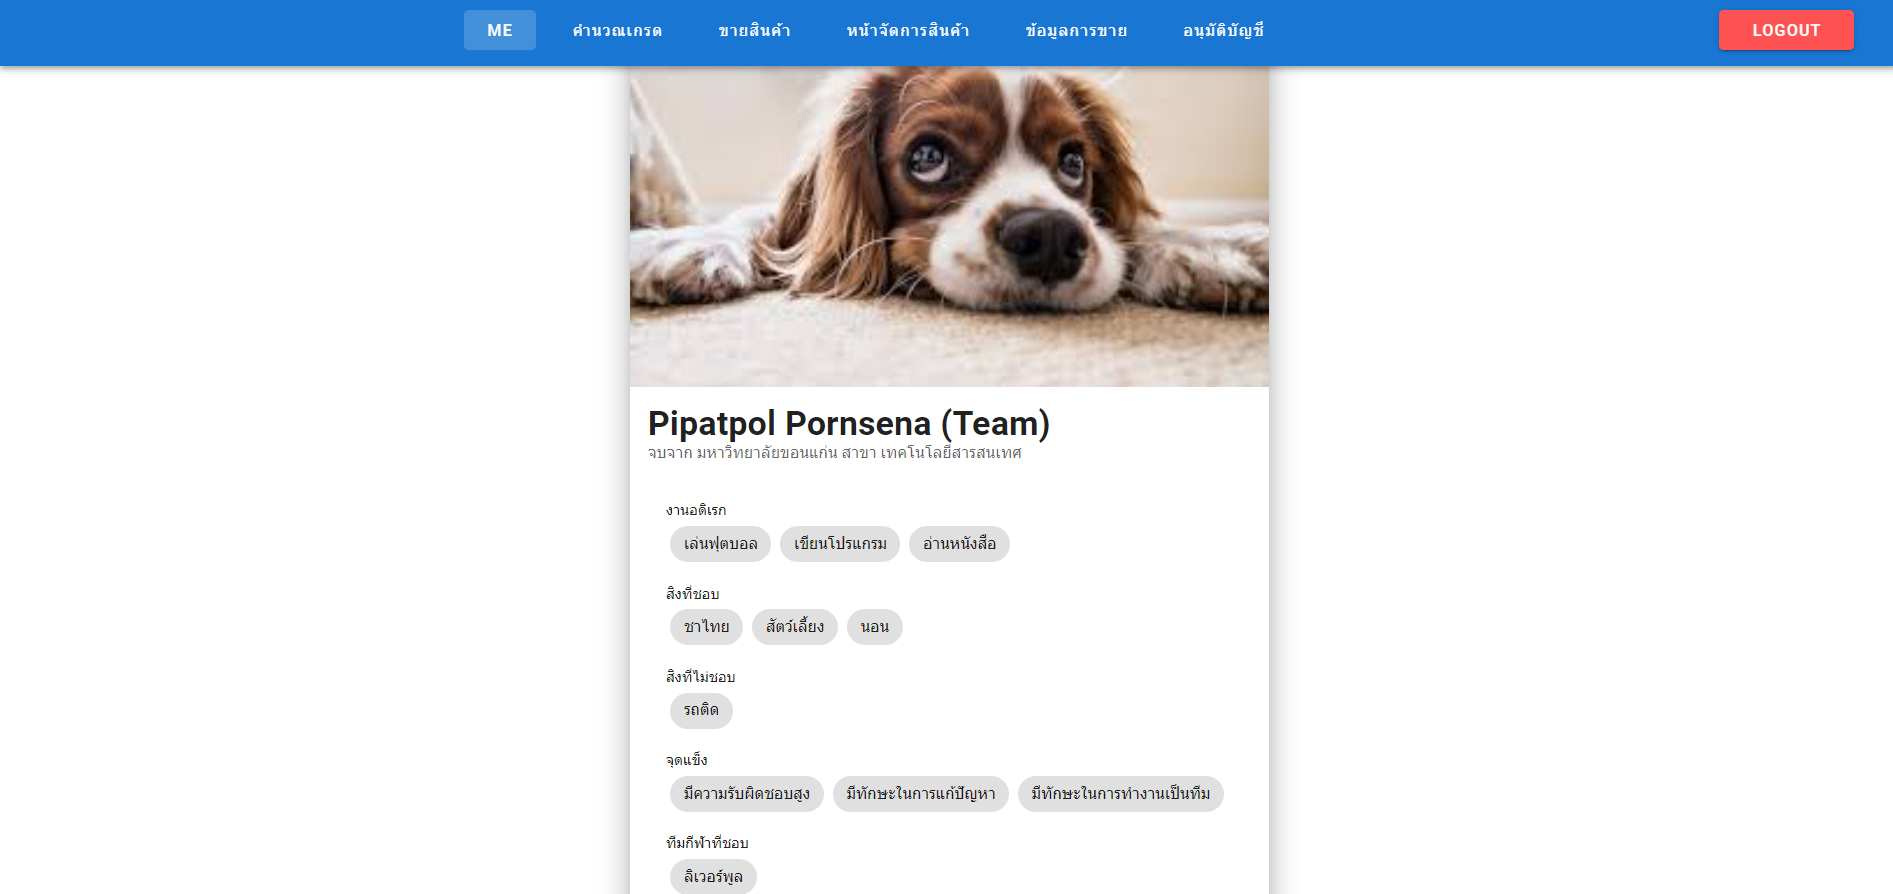 ME คำนวณเกรด ขายสินค้า หน้าจัดการสินค้า ข้อมูลการขาย อนุมัติบัญชี LOGOUT
Pipatpol Pornsena (Team)
จบจาก มหาวิทยาลัยขอนแก่น สาขา เทคโนโลยีสารสนเทศ
งานอดิเรก
เล่นฟุตบอล เขียนโปรแกรม อ่านหนังสือ
สิ่งที่ชอบ
ชาไทย สัตว์เลี้ยง นอน
สิ่งที่ไม่ชอบ
รถติด
จุดแข็ง
มีความรับผิดชอบสูง มีทักษะในการแก้ปัญหา มีทักษะในการทำงานเป็นทีม
ทีมกีฬาที่ชอบ
ลิเวอร์พูล